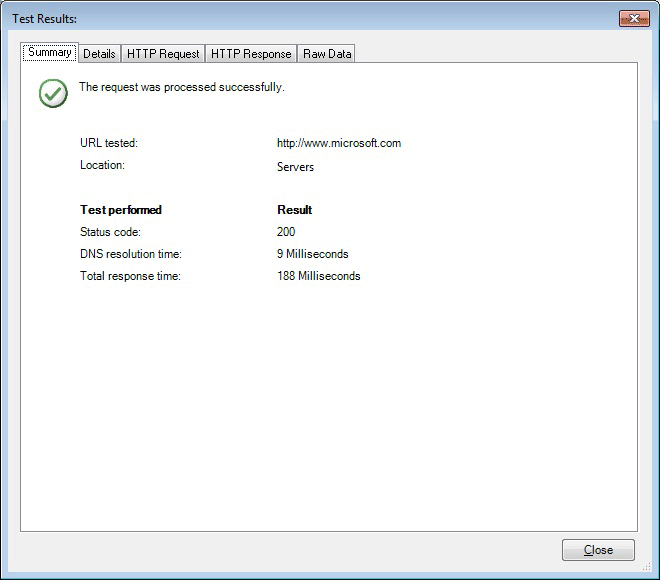 Test Results:
Summary Details HTTP Request HTTP Response Raw Data
The request was processed successfully.
URL tested: http://www.microsoft.com
Location: Servers
Test performed Result
Status code: 200
DNS resolution time: 9 Milliseconds
Total response time: 188 Milliseconds
Close